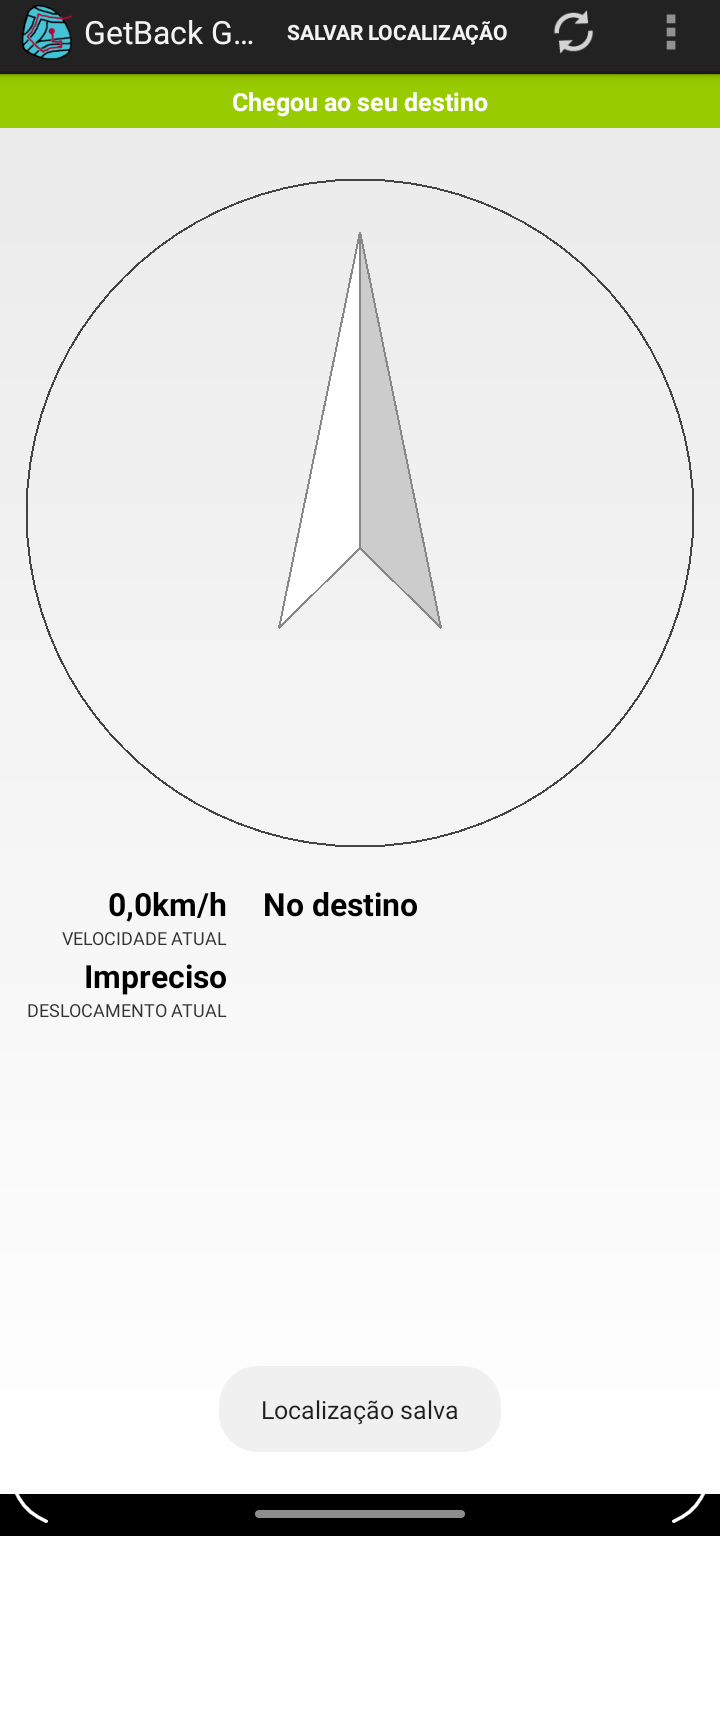 GetBack G... SALVAR LOCALIZAÇÃO
Chegou ao seu destino
0,0km/h No destino
VELOCIDADE ATUAL
Impreciso
DESLOCAMENTO ATUAL
Localização salva